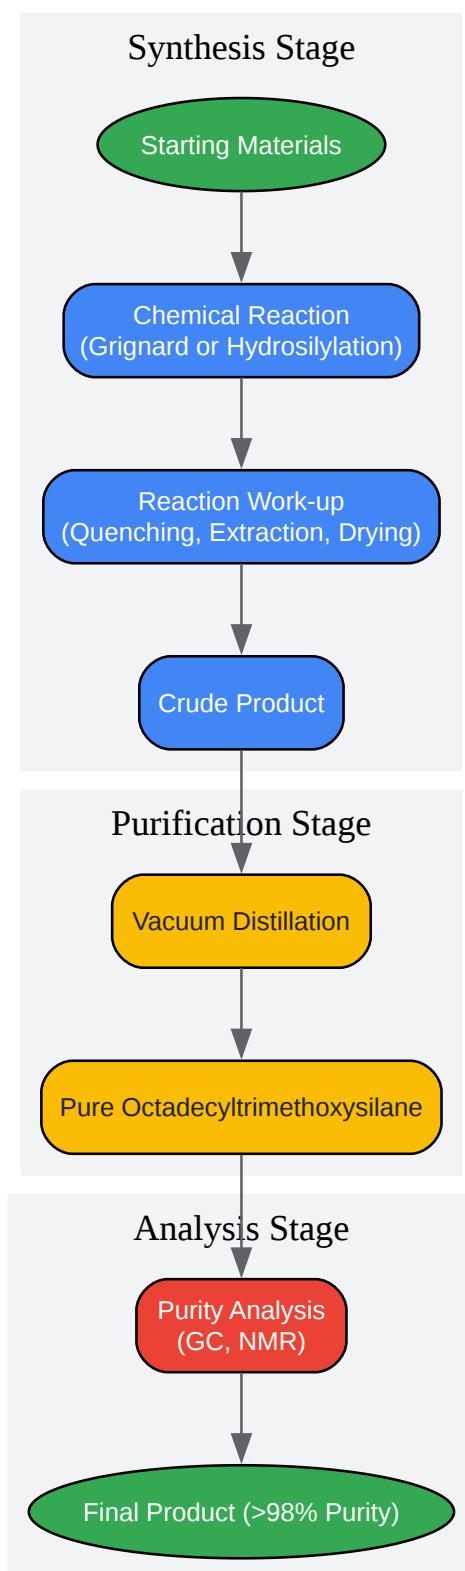 Synthesis Stage
Starting Materials
Chemical Reaction
(Grignard or Hydrosilylation)
Reaction Work-up
(Quenching, Extraction, Drying)
Crude Product
Purification Stage
Vacuum Distillation
Pure Octadecyltrimethoxysilane
Analysis Stage
Purity Analysis
(GC, NMR)
Final Product (>98% Purity)